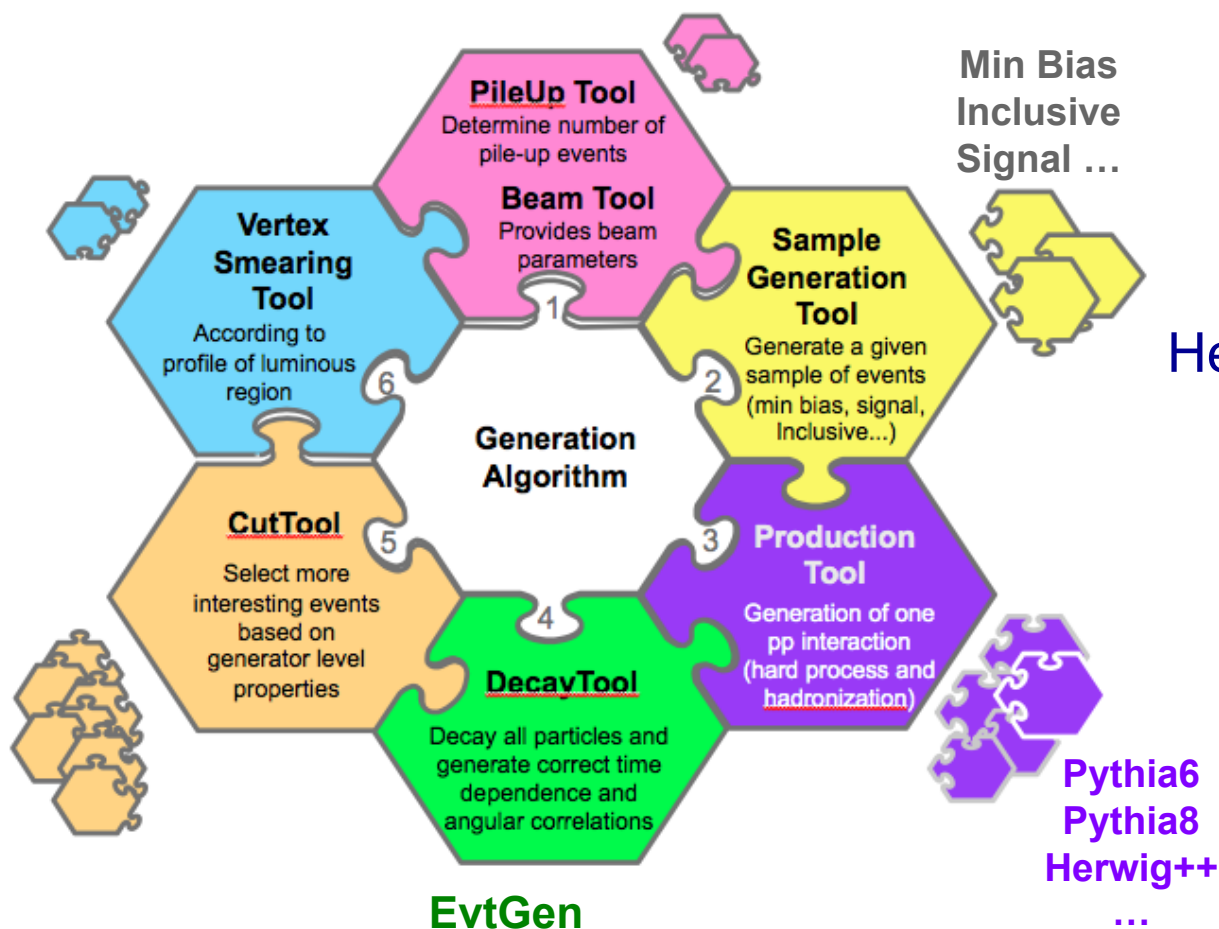 PileUp Tool
Determine number of
pile-up events
Beam Tool
Provides beam
parameters
1
Min Bias
Inclusive
Signal …
Sample
Generation
Tool
Generate a given
sample of events
(min bias, signal,
Inclusive...)
2
He
Production
Tool
Generation of one
pp interaction
(hard process and
hadronization)
3
Pythia6
Pythia8
Herwig++
…
DecayTool
Decay all particles and
generate correct time
dependence and
angular correlations
4
EvtGen
CutTool
Select more
interesting events
based on
generator level
properties
5
Vertex
Smearing
Tool
According to
profile of luminous
region
6
Generation
Algorithm